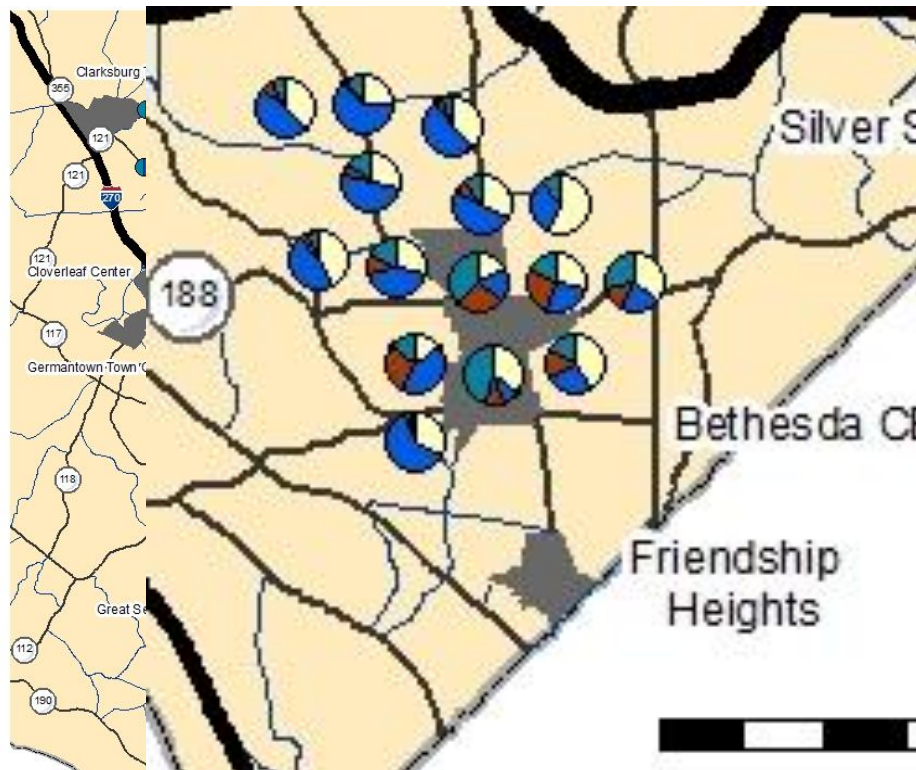 355
Clarksburg
121
121
270
121
Cloverleaf Center
117
Germantown Town
118
Great
112
190
Silver
188
Bethesda
Friendship
Heights